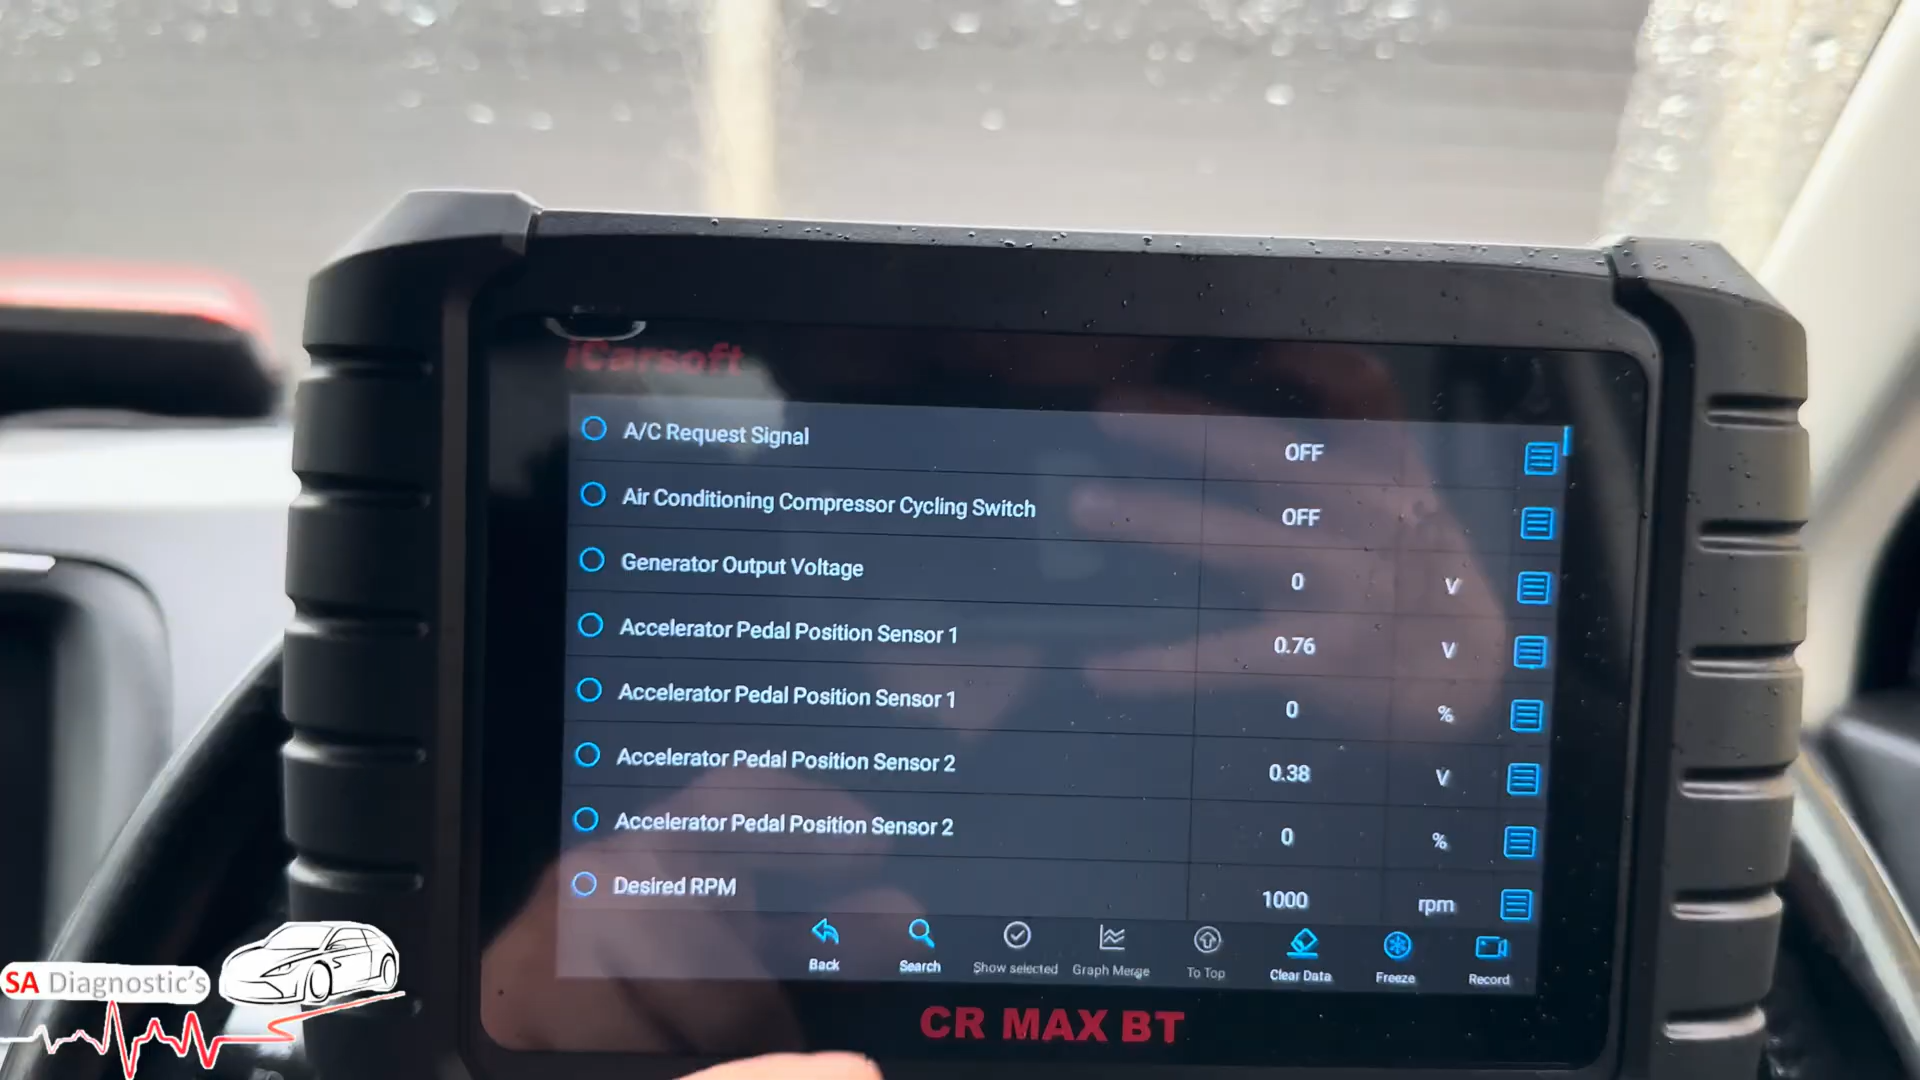 iCarsoft
A/C Request Signal OFF
Air Conditioning Compressor Cycling Switch OFF
Generator Output Voltage 0 V
Accelerator Pedal Position Sensor 1 0.76 V
Accelerator Pedal Position Sensor 1 0 %
Accelerator Pedal Position Sensor 2 0.38 V
Accelerator Pedal Position Sensor 2 0 %
Desired RPM 1000 rpm
Back Search Show selected Graph Merge To Top Clear Data Freeze Record
CR MAX BT
SA Diagnostic's